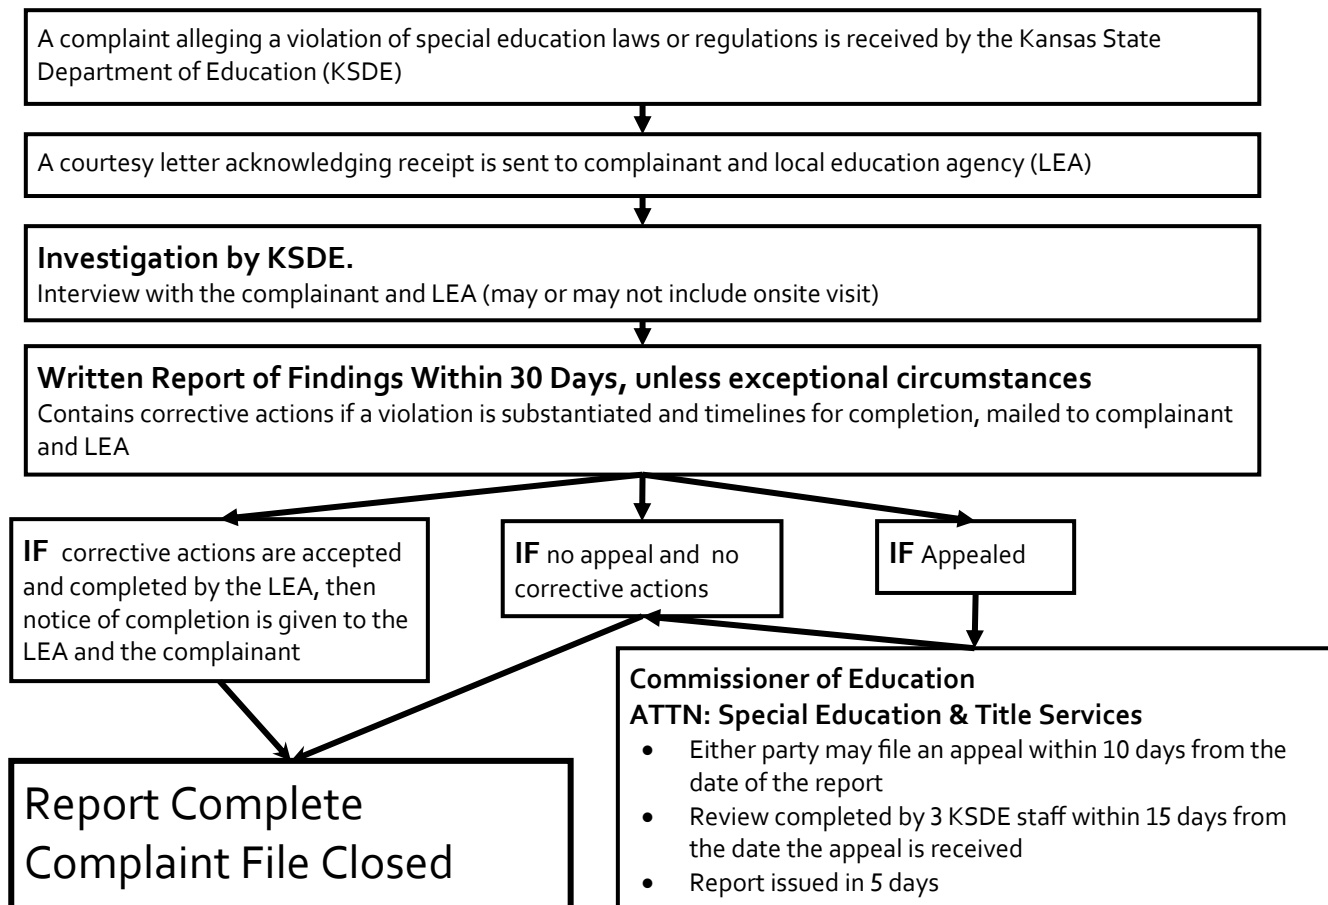 A complaint alleging a violation of special education laws or regulations is received by the Kansas State
Department of Education (KSDE)
A courtesy letter acknowledging receipt is sent to complainant and local education agency (LEA)
Investigation by KSDE.
Interview with the complainant and LEA (may or may not include onsite visit)
Written Report of Findings Within 30 Days, unless exceptional circumstances
Contains corrective actions if a violation is substantiated and timelines for completion, mailed to complainant
and LEA
IF corrective actions are accepted
and completed by the LEA, then
notice of completion is given to the
LEA and the complainant
IF no appeal and no
corrective actions
IF Appealed
Commissioner of Education
ATTN: Special Education & Title Services
• Either party may file an appeal within 10 days from the
date of the report
• Review completed by 3 KSDE staff within 15 days from
the date the appeal is received
• Report issued in 5 days
Report Complete
Complaint File Closed